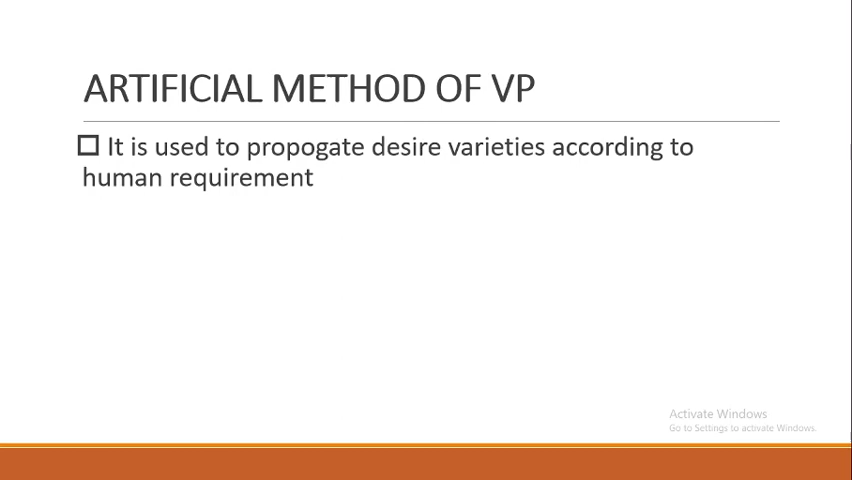 ARTIFICIAL METHOD OF VP
It is used to propogate desire varieties according to
human requirement
Activate Windows
Go to Settings to activate Windows.